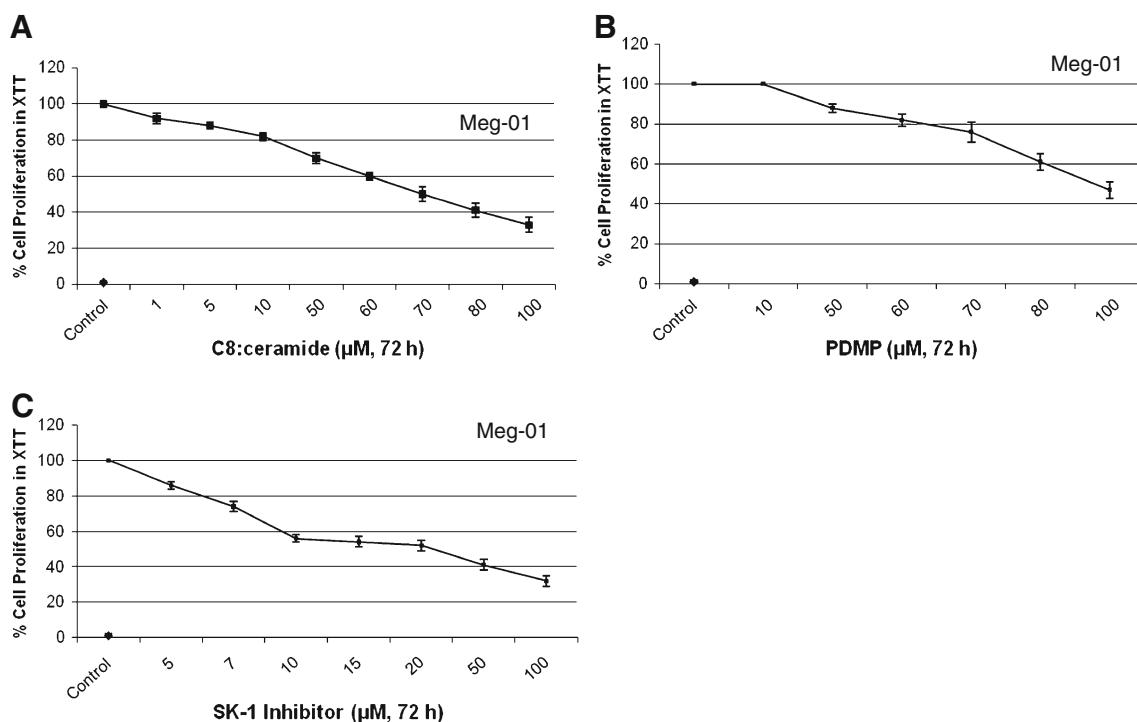 A
120
100
80
60
40
20
0
% Cell Proliferation in XTT
Meg-01
Control 1 5 10 50 60 70 80 100
C8:ceramide (µM, 72 h)
B
120
100
80
60
40
20
0
% Cell Proliferation in XTT
Meg-01
Control 10 50 60 70 80 100
PDMP (µM, 72 h)
C
120
100
80
60
40
20
0
% Cell Proliferation in XTT
Meg-01
Control 5 7 10 15 20 50 100
SK-1 Inhibitor (µM, 72 h)